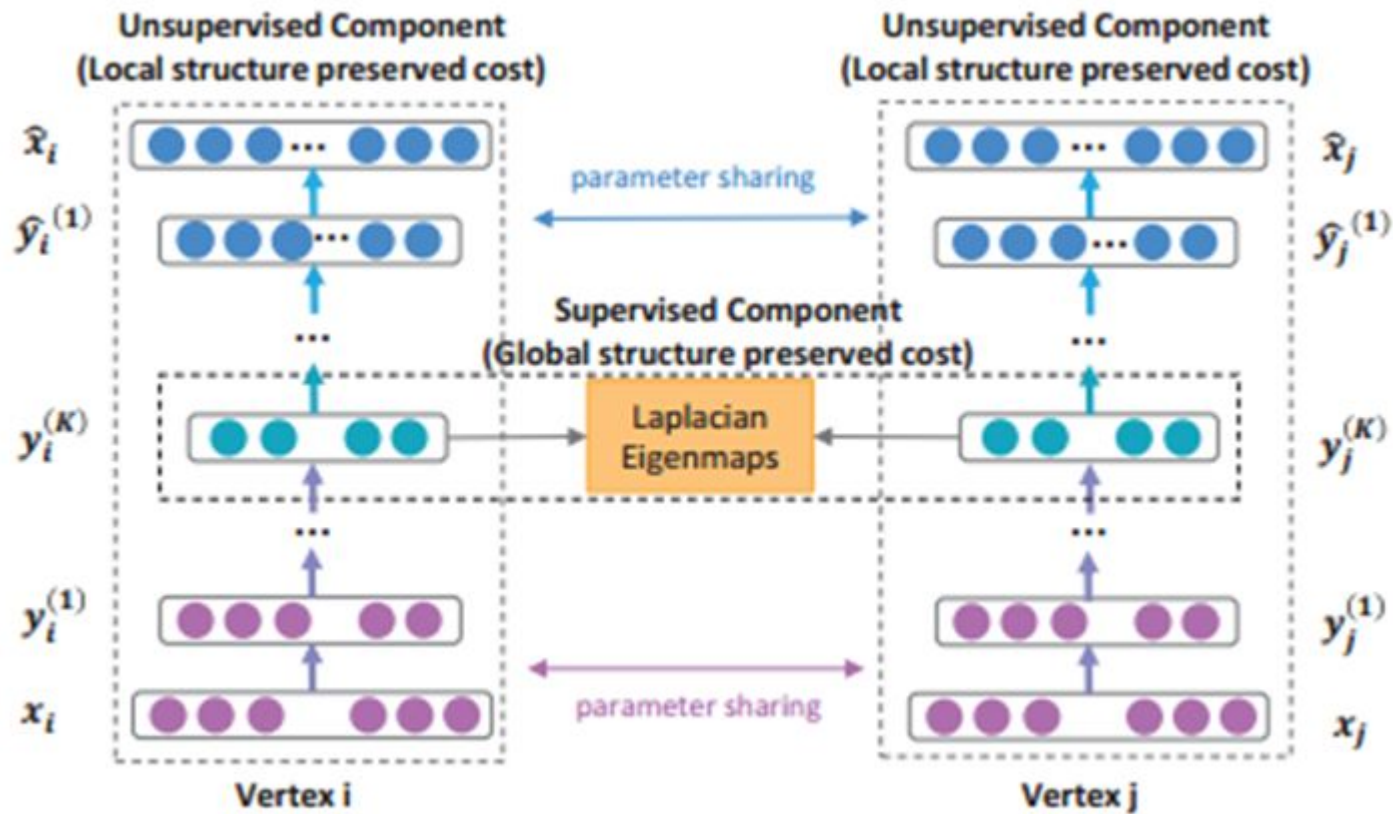 Unsupervised Component
(Local structure preserved cost)
Unsupervised Component
(Local structure preserved cost)
x̂ᵢ
...
parameter sharing
...
x̂ⱼ
ŷᵢ⁽¹⁾
...
...
ŷⱼ⁽¹⁾
...
Supervised Component
(Global structure preserved cost)
...
yᵢ⁽ᴷ⁾
Laplacian
Eigenmaps
yⱼ⁽ᴷ⁾
...
...
yᵢ⁽¹⁾
yⱼ⁽¹⁾
xᵢ
parameter sharing
xⱼ
Vertex i
Vertex j